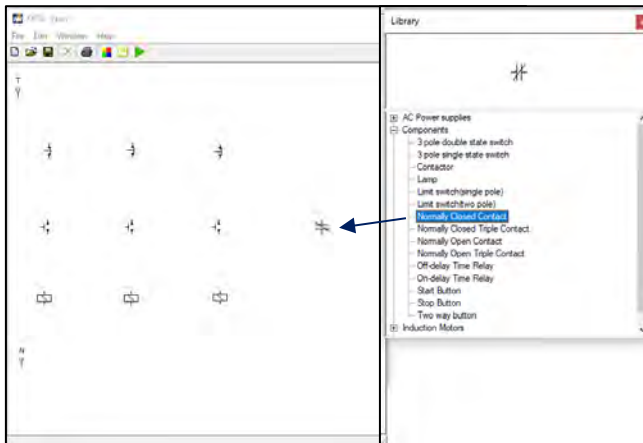 File Edit Window Help
T
N
Library
AC Power supplies
Components
3 pole double state switch
3 pole single state switch
Contactor
Lamp
Limit switch(single pole)
Limit switch(two pole)
Normally Closed Contact
Normally Closed Triple Contact
Normally Open Contact
Normally Open Triple Contact
Off-delay Time Relay
On-delay Time Relay
Start Button
Stop Button
Two way button
Induction Motors